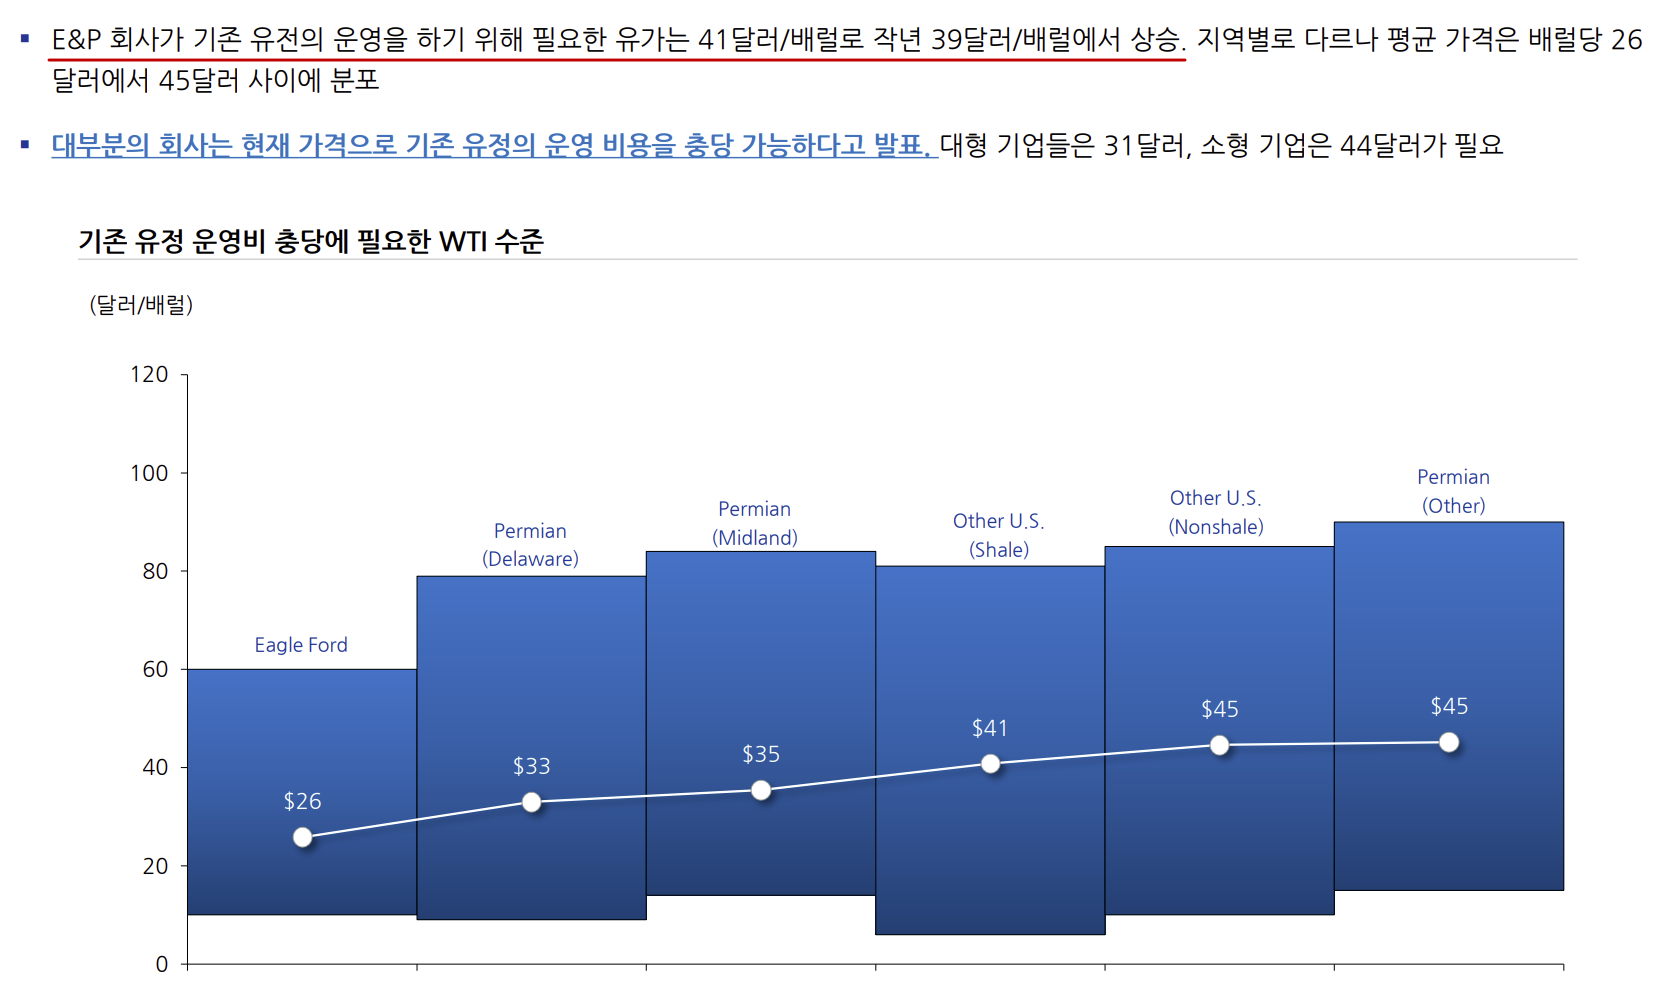 ▪ E&P 회사가 기존 유전의 운영을 하기 위해 필요한 유가는 41달러/배럴로 작년 39달러/배럴에서 상승. 지역별로 다르나 평균 가격은 배럴당 26
달러에서 45달러 사이에 분포
▪ 대부분의 회사는 현재 가격으로 기존 유정의 운영 비용을 충당 가능하다고 발표. 대형 기업들은 31달러, 소형 기업은 44달러가 필요
기존 유정 운영비 충당에 필요한 WTI 수준
(달러/배럴)
120
100
80
60
40
20
0
Eagle Ford
$26
Permian
(Delaware)
$33
Permian
(Midland)
$35
Other U.S.
(Shale)
$41
Other U.S.
(Nonshale)
$45
Permian
(Other)
$45